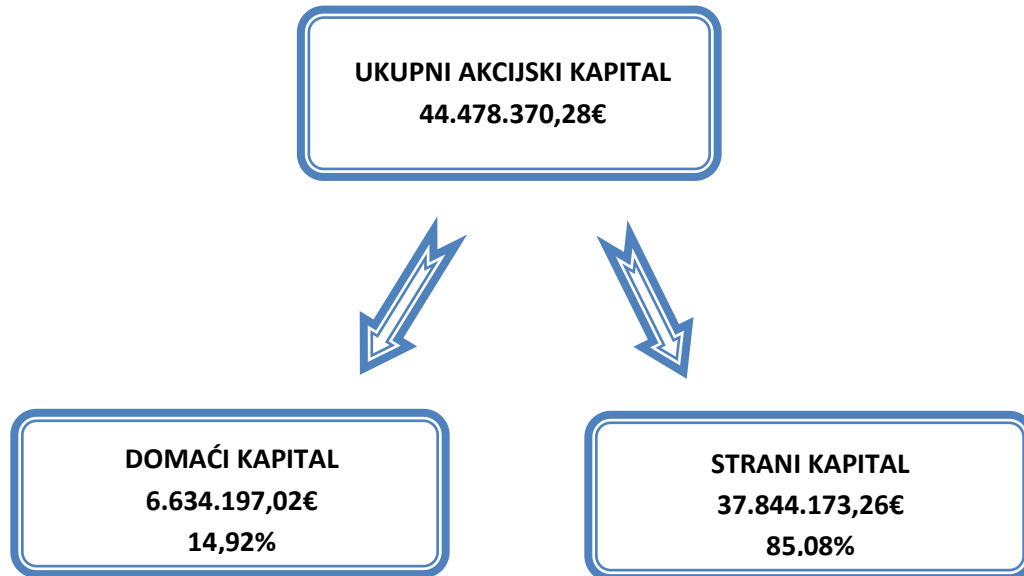 UKUPNI AKCIJSKI KAPITAL
44.478.370,28€
DOMAĆI KAPITAL
6.634.197,02€
14,92%
STRANI KAPITAL
37.844.173,26€
85,08%